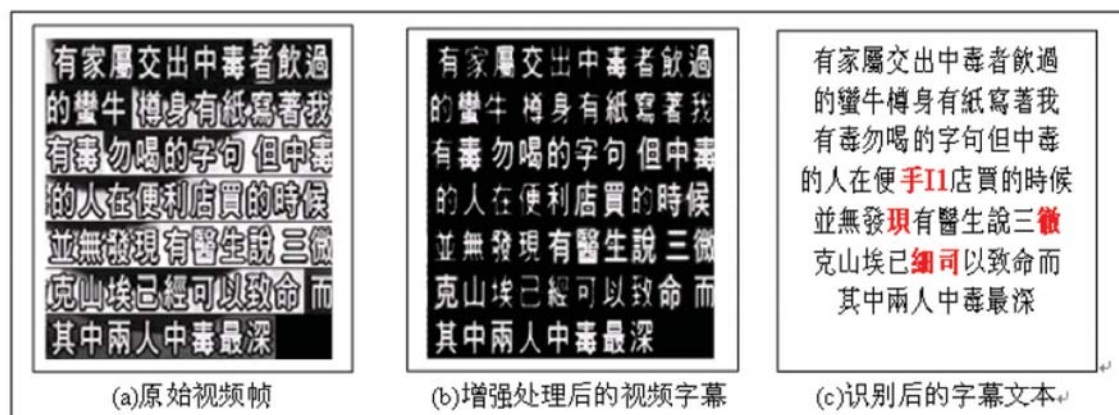 有家屬交出中毒者飲過
的蠻牛 樽身有紙寫著我
有毒 勿喝的字句 但中毒
的人在便利店買的時候
並無發現 有醫生說 三微
克山埃已經可以致命 而
其中兩人中毒最深
(a)原始视频帧
有家屬交出中毒者飲過
的蠻牛 樽身有紙寫著我
有毒 勿喝的字句 但中毒
的人在便利店買的時候
並無發現 有醫生說 三微
克山埃已經可以致命 而
其中兩人中毒最深
(b)增强处理后的视频字幕
有家屬交出中毒者飲過
的蠻牛樽身有紙寫著我
有毒勿喝的字句但中毒
的人在便手I1店買的時候
並無發現有醫生說三徹
克山埃已细司以致命而
其中兩人中毒最深
(c)识别后的字幕文本